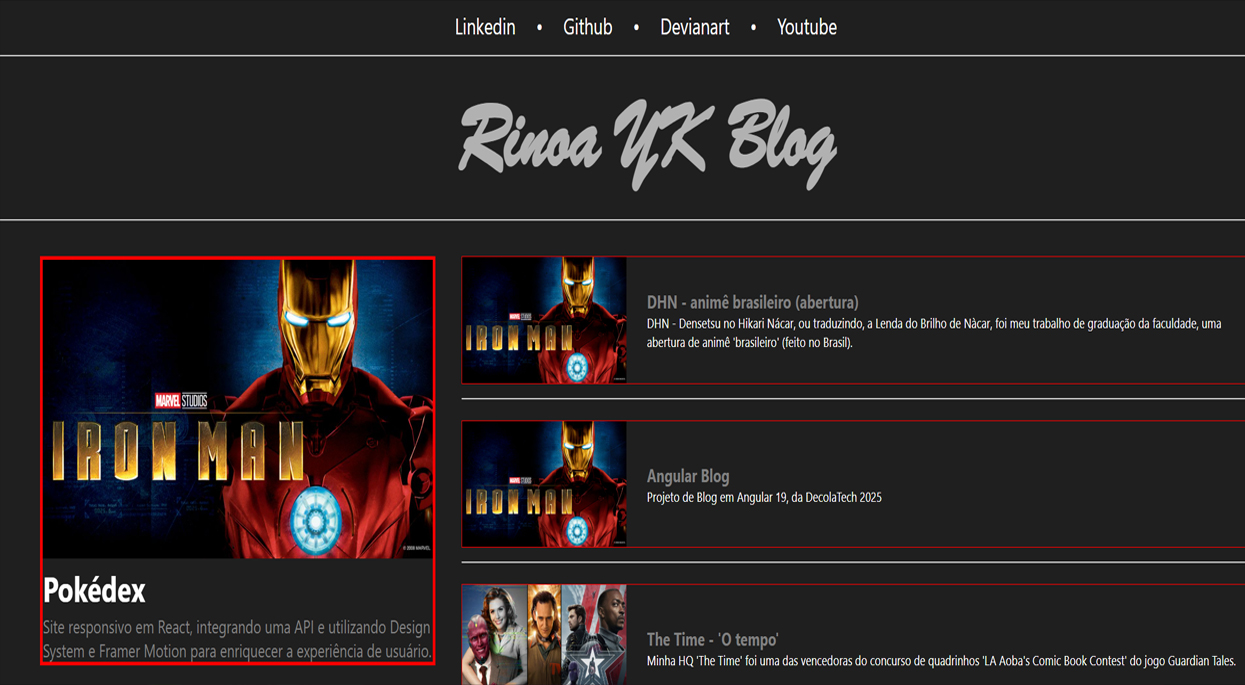 Linkedin • Github • Devianart • Youtube
Rinoa YK Blog
MARVEL STUDIOS
IRON MAN
Pokédex
Site responsivo em React, integrando uma API e utilizando Design
System e Framer Motion para enriquecer a experiência de usuário.
MARVEL STUDIOS
IRON MAN
DHN - animê brasileiro (abertura)
DHN - Densetsu no Hikari Nácar, ou traduzindo, a Lenda do Brilho de Nàcar, foi meu trabalho de graduação da faculdade, uma
abertura de animê 'brasileiro' (feito no Brasil).
MARVEL STUDIOS
IRON MAN
Angular Blog
Projeto de Blog em Angular 19, da DecolaTech 2025
The Time - 'O tempo'
Minha HQ 'The Time' foi uma das vencedoras do concurso de quadrinhos 'LA Aoba's Comic Book Contest' do jogo Guardian Tales.